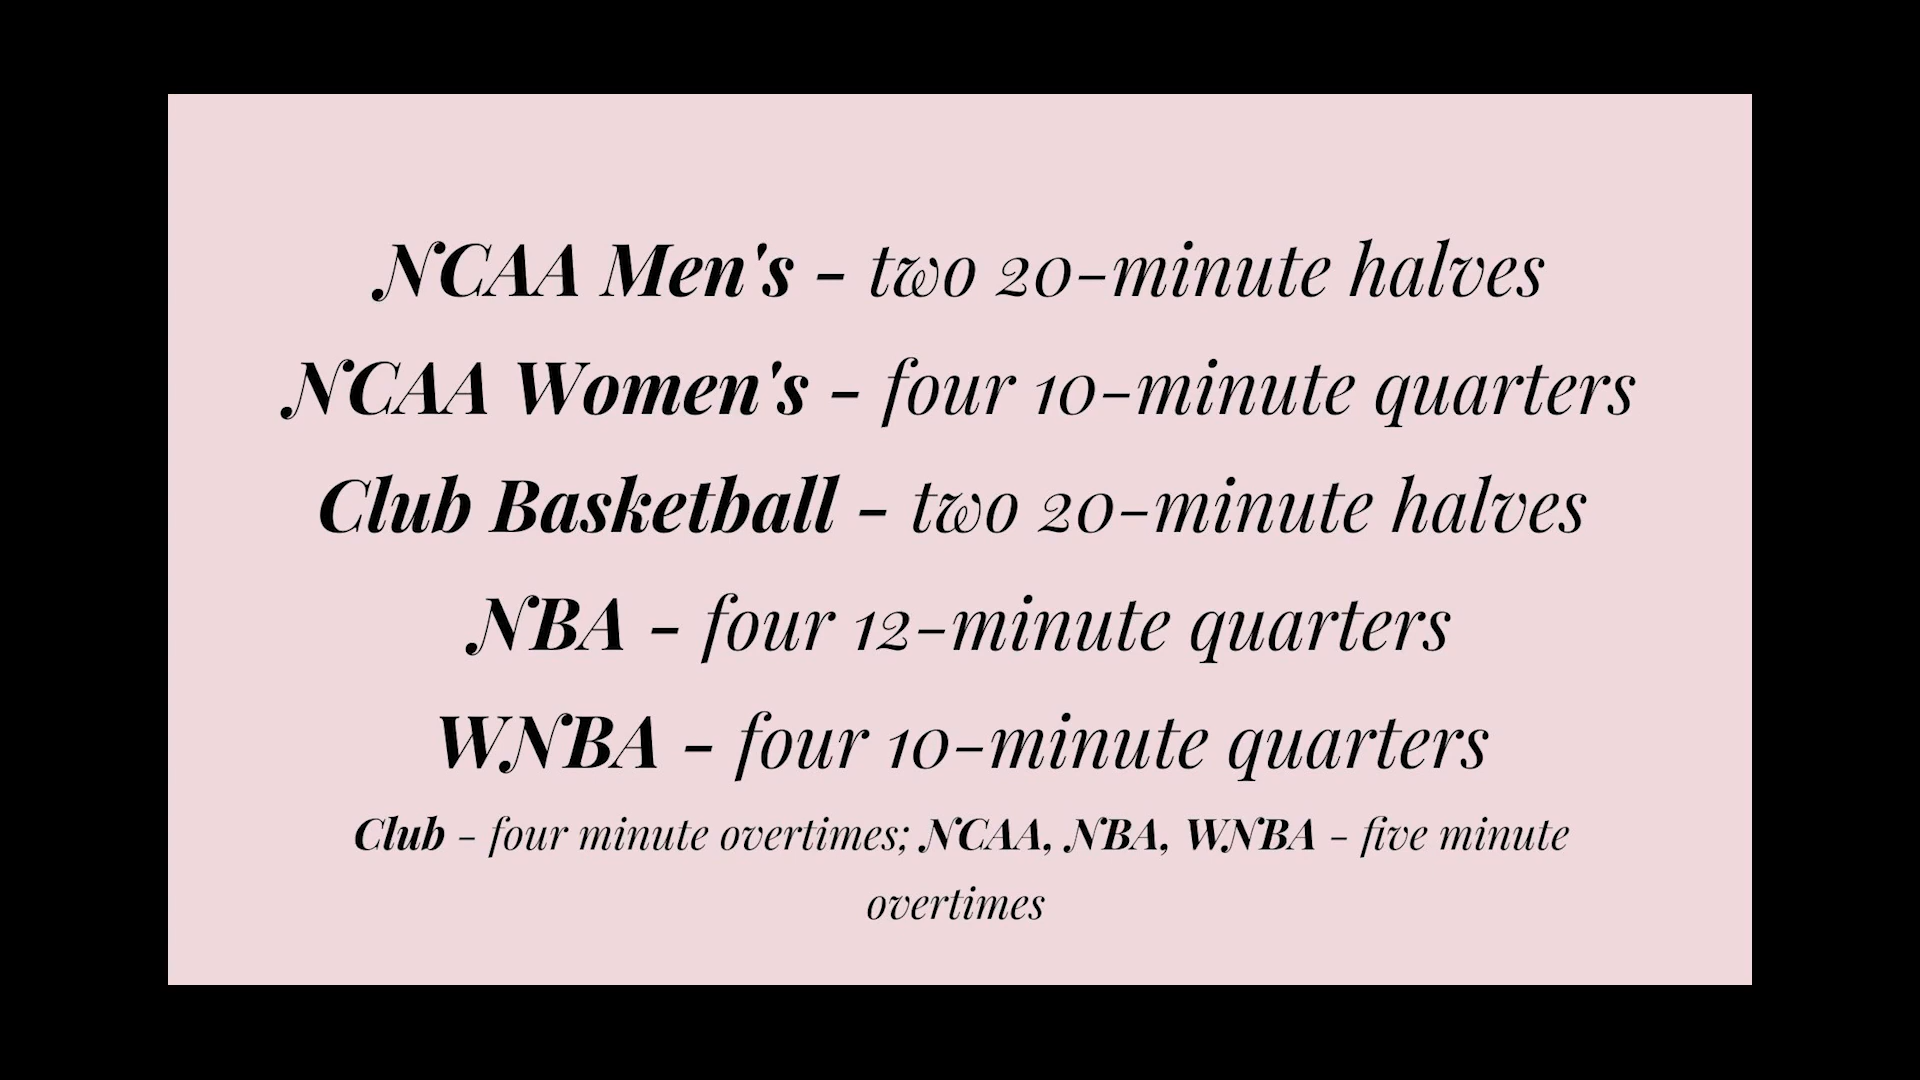 NCAA Men's - two 20-minute halves
NCAA Women's - four 10-minute quarters
Club Basketball - two 20-minute halves
NBA - four 12-minute quarters
WNBA - four 10-minute quarters
Club - four minute overtimes; NCAA, NBA, WNBA - five minute
overtimes